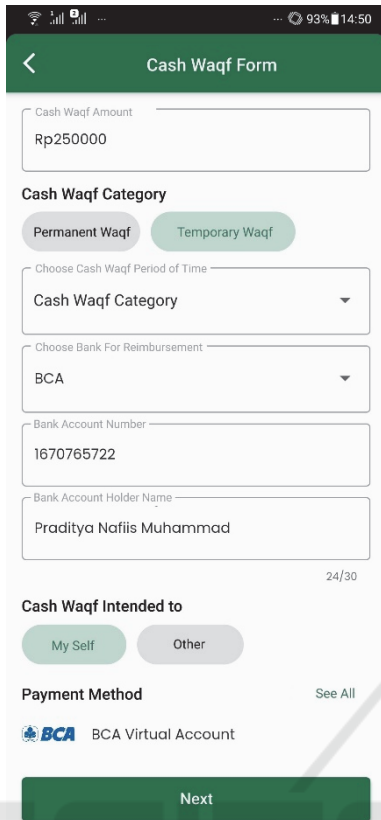 93% 14:50
Cash Waqf Form
Cash Waqf Amount
Rp250000
Cash Waqf Category
Permanent Waqf Temporary Waqf
Choose Cash Waqf Period of Time
Cash Waqf Category
Choose Bank For Reimbursement
BCA
Bank Account Number
1670765722
Bank Account Holder Name
Praditya Nafiis Muhammad
24/30
Cash Waqf Intended to
My Self Other
Payment Method See All
BCA BCA Virtual Account
Next